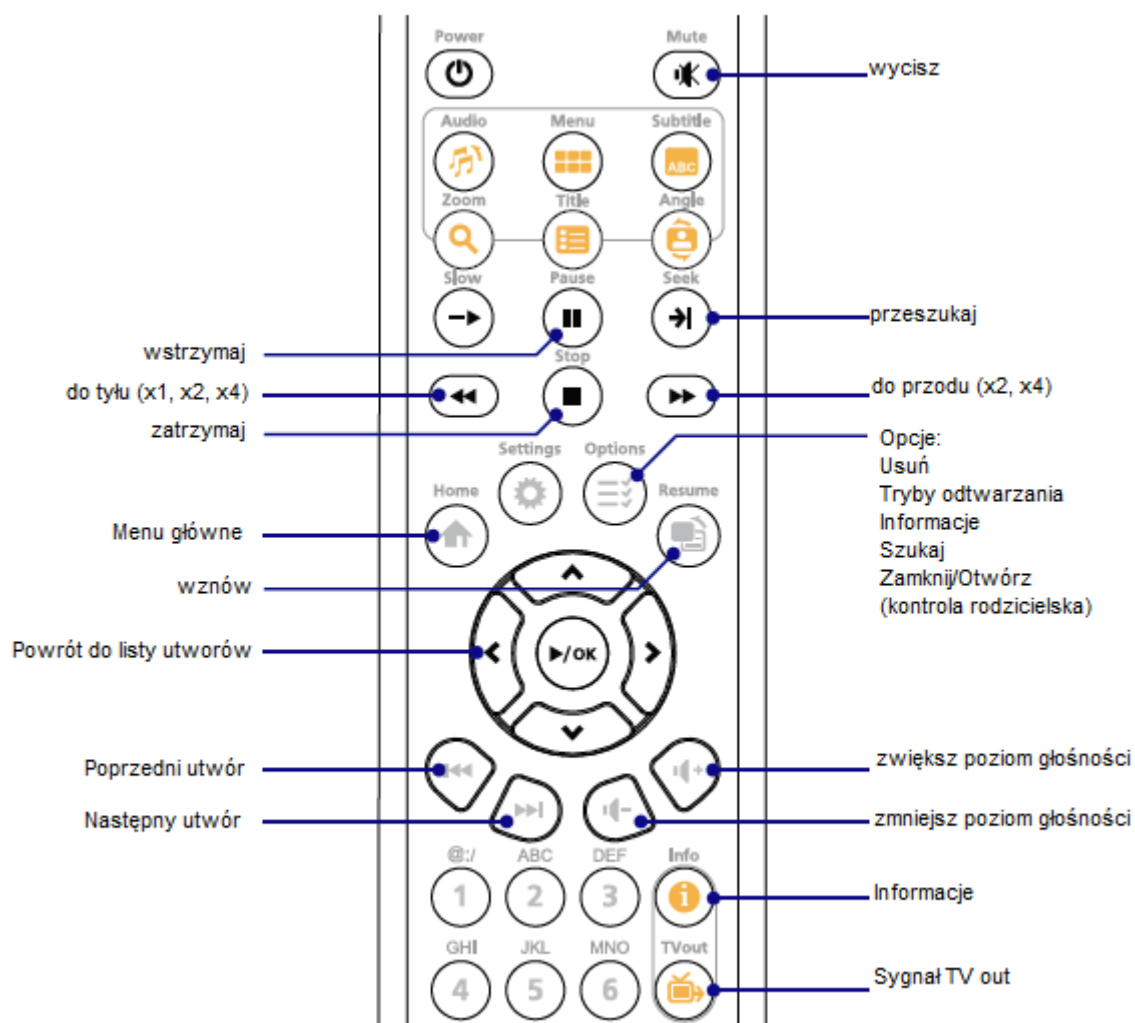 Power
Mute
wycisz
Audio
Menu
Subtitle
ABC
Zoom
Title
Angle
Slow
Pause
Seek
przeszukaj
wstrzymaj
Stop
do tyłu (x1, x2, x4)
do przodu (x2, x4)
zatrzymaj
Settings
Options
Opcje:
Usuń
Tryby odtwarzania
Informacje
Szukaj
Zamknij/Otwórz
(kontrola rodzicielska)
Home
Resume
Menu główne
wznów
Powrót do listy utworów
/OK
Poprzedni utwór
zwiększ poziom głośności
Następny utwór
zmniejsz poziom głośności
@:/
ABC
DEF
Info
1
2
3
i
Informacje
GHI
JKL
MNO
TVout
4
5
6
Sygnał TV out